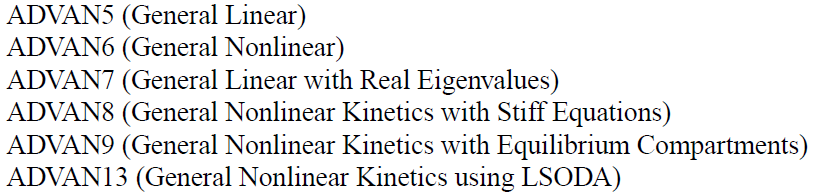 ADVAN5 (General Linear)
ADVAN6 (General Nonlinear)
ADVAN7 (General Linear with Real Eigenvalues)
ADVAN8 (General Nonlinear Kinetics with Stiff Equations)
ADVAN9 (General Nonlinear Kinetics with Equilibrium Compartments)
ADVAN13 (General Nonlinear Kinetics using LSODA)